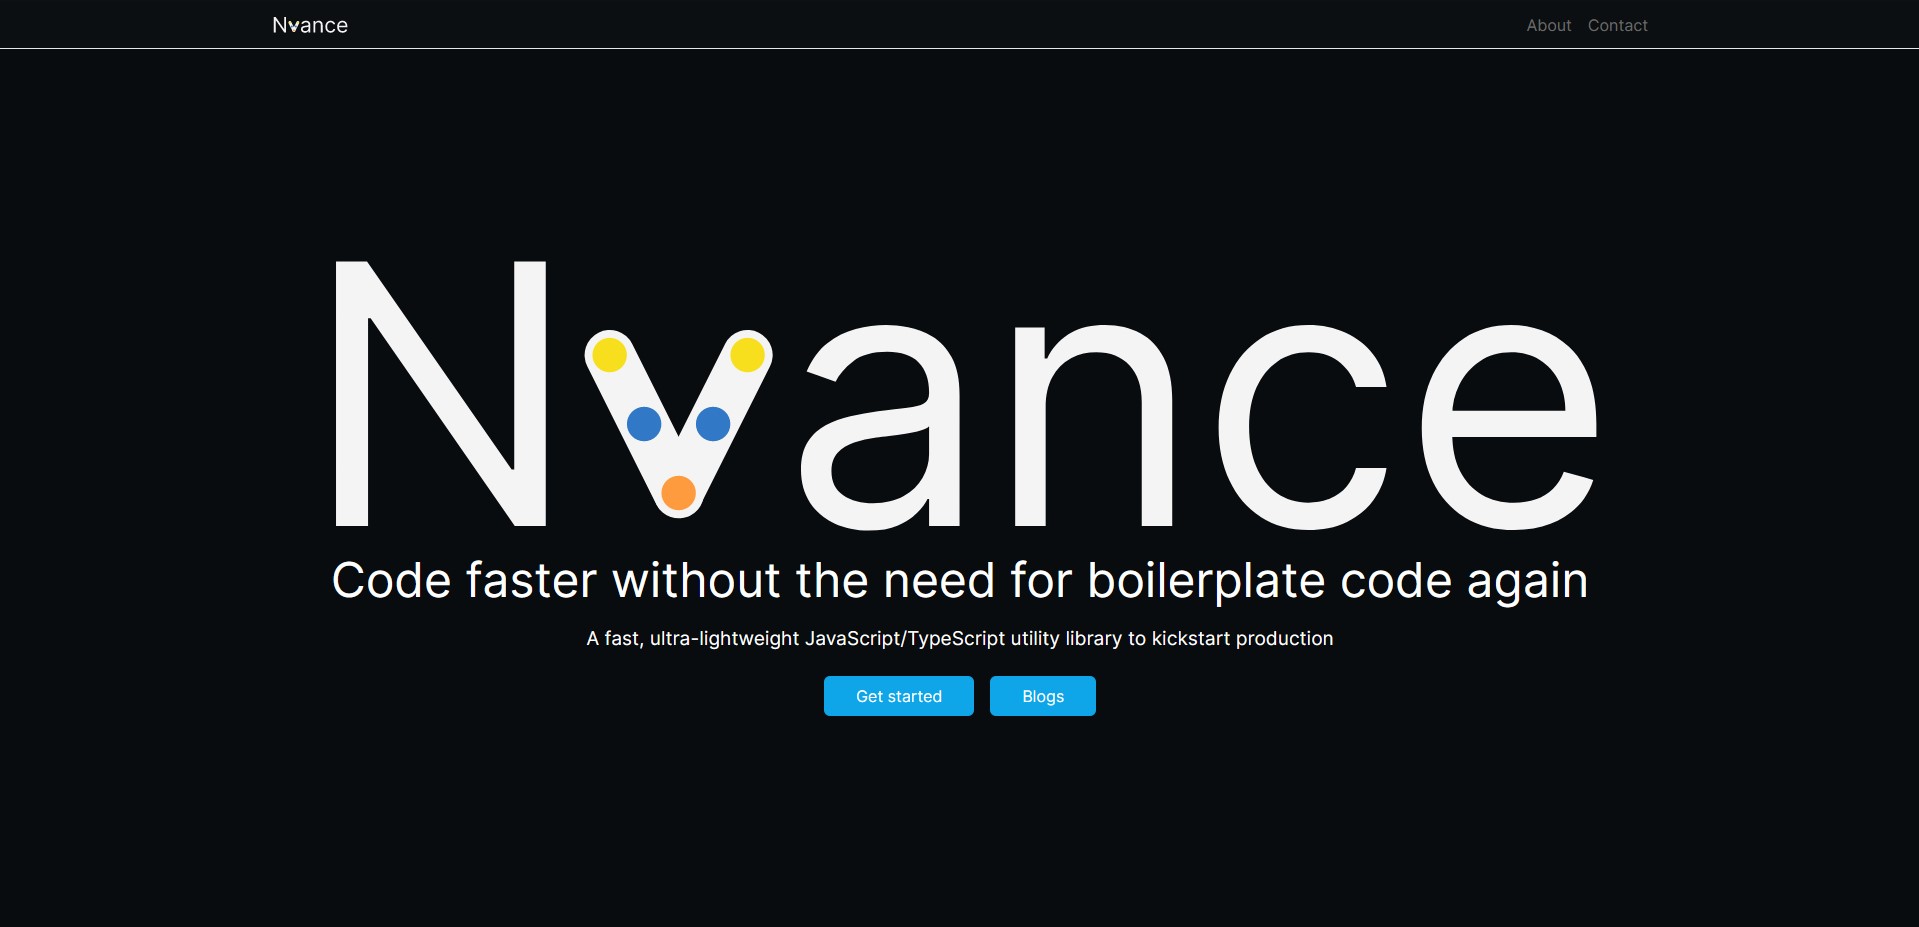 Nvance
About Contact
Nvance
Code faster without the need for boilerplate code again
A fast, ultra-lightweight JavaScript/TypeScript utility library to kickstart production
Get started Blogs